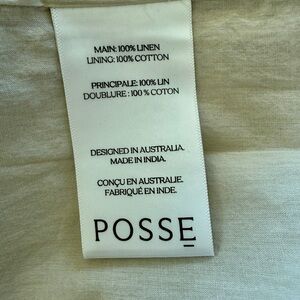 MAIN: 100% LINEN
LINING: 100% COTTON
PRINCIPALE: 100% LIN
DOUBLURE : 100 % COTON
DESIGNED IN AUSTRALIA.
MADE IN INDIA.
CONÇU EN AUSTRALIE.
FABRIQUÉ EN INDE.
POSSE